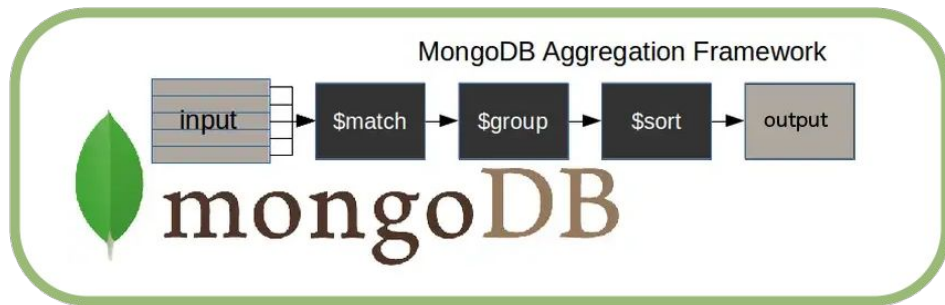 MongoDB Aggregation Framework
input $match $group $sort output
mongoDB